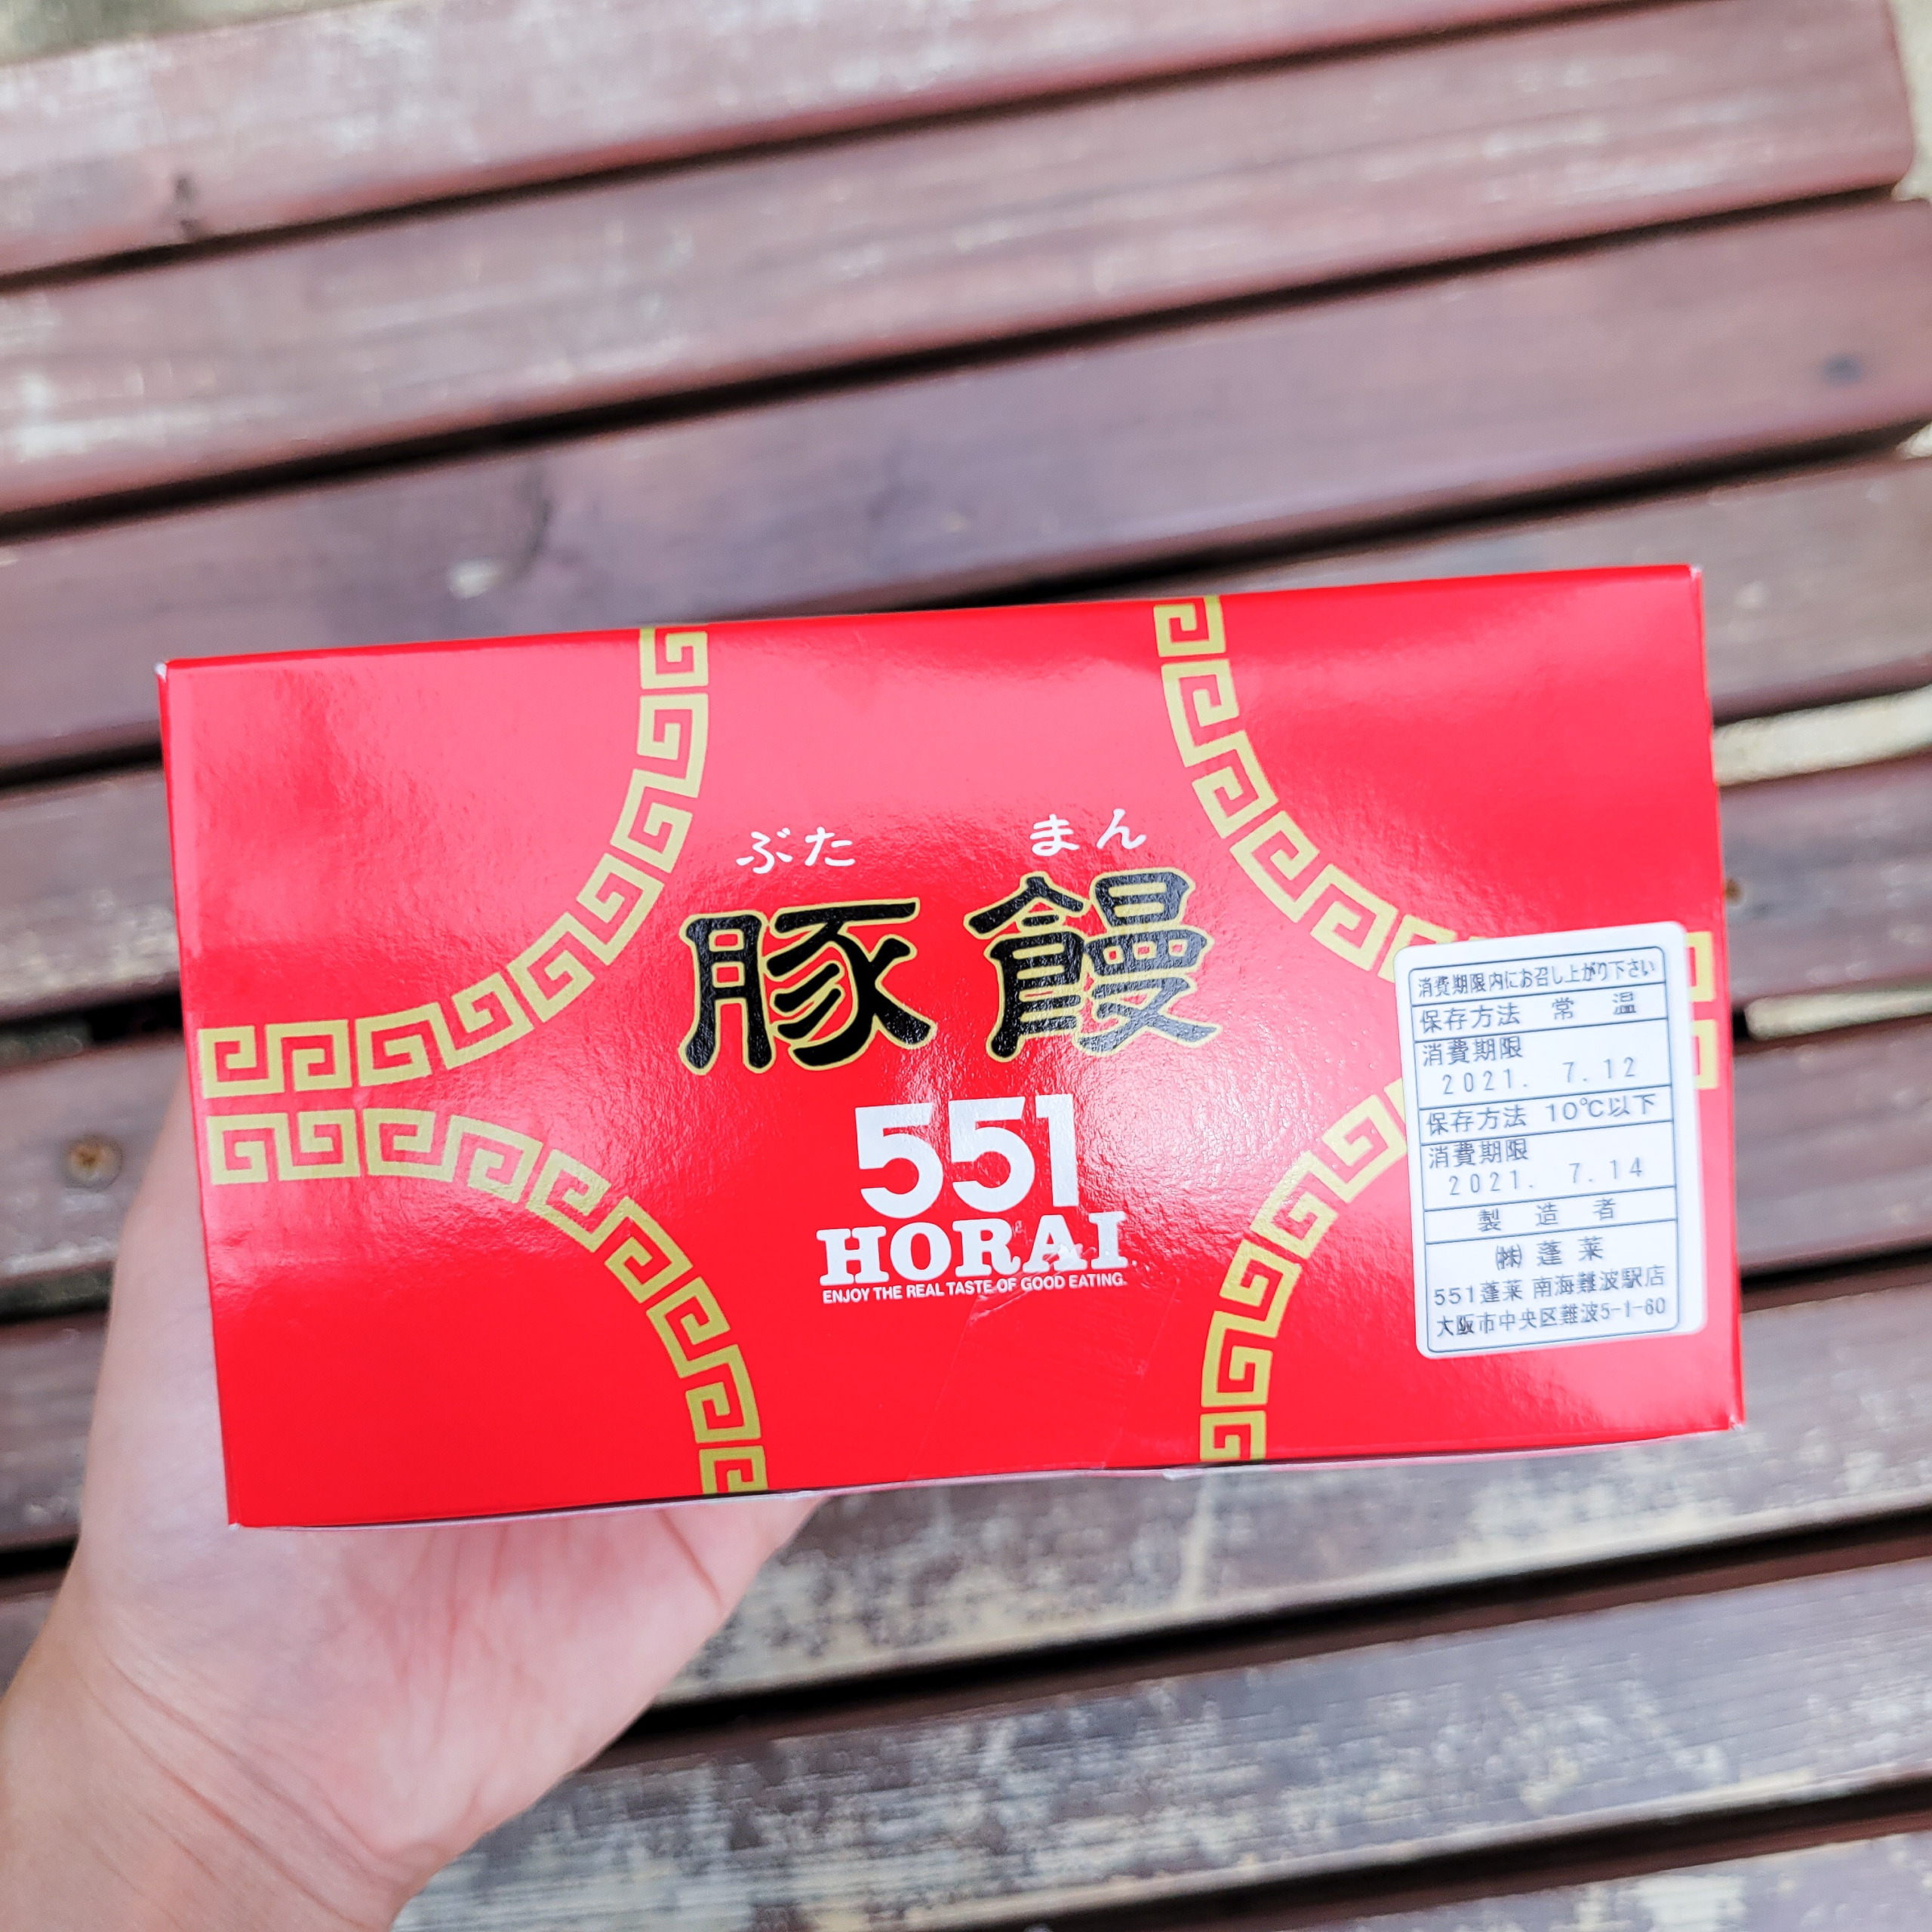 ぶた まん
豚饅
551
HORAI.
ENJOY THE REAL TASTE OF GOOD EATING.
消費期限内にお召し上がり下さい
保存方法 常 温
消費期限
2021. 7.12
保存方法 10℃以下
消費期限
2021. 7.14
製 造 者
㈱ 蓬 莱
551蓬莱 南海難波駅店
大阪市中央区難波5-1-60